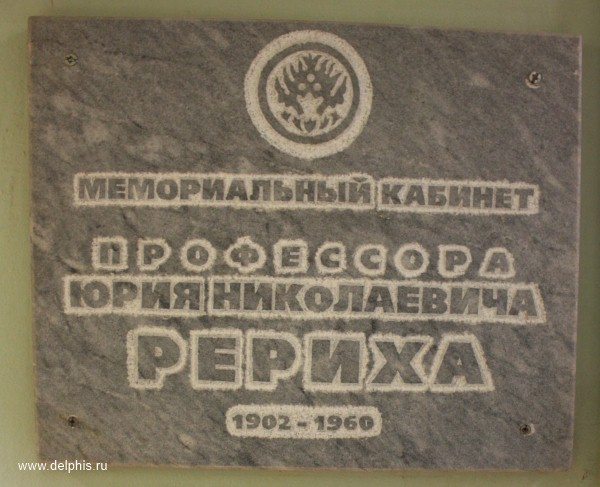 МЕМОРИАЛЬНЫЙ КАБИНЕТ
ПРОФЕССОРА
ЮРИЯ НИКОЛАЕВИЧА
РЕРИХА
1902 - 1960
www.delphis.ru